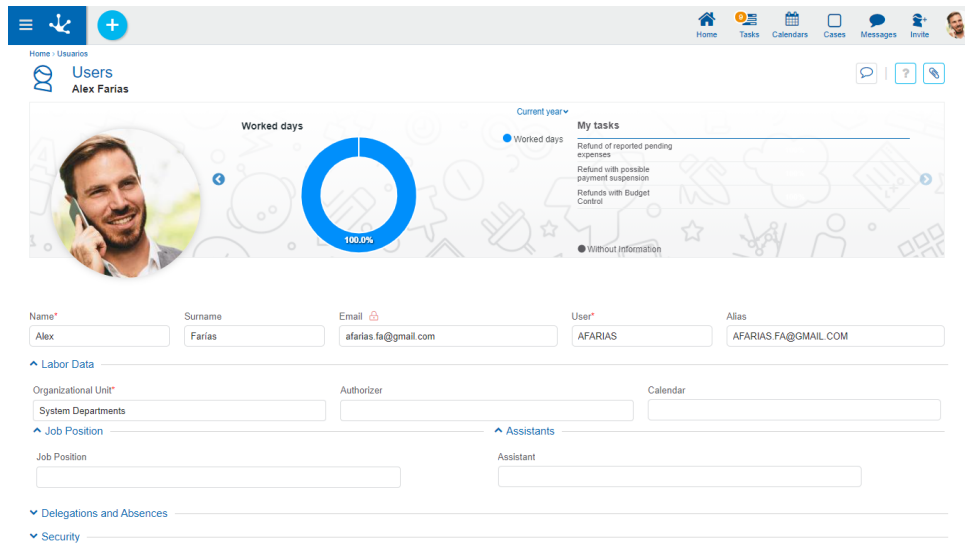 9
Home
Tasks
Calendars
Cases
Messages
Invite
Home › Usuarios
Users
Alex Farías
?
Current year
Worked days
Worked days
100.0%
My tasks
Refund of reported pending
expenses
Refund with possible
payment suspension
Refunds with Budget
Control
Without Information
Name*
Surname
Email
User*
Alias
Alex
Farías
afarias.fa@gmail.com
AFARIAS
AFARIAS.FA@GMAIL.COM
Labor Data
Organizational Unit*
Authorizer
Calendar
System Departments
Job Position
Assistants
Job Position
Assistant
Delegations and Absences
Security